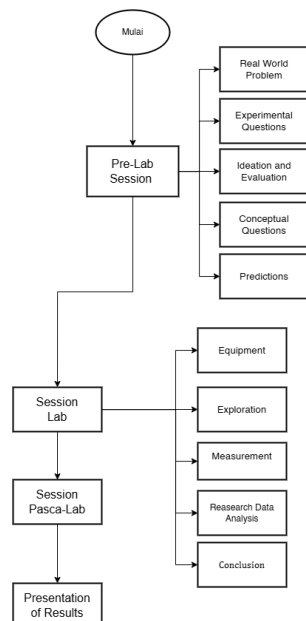 Mulai
Real World
Problem
Experimental
Questions
Pre-Lab
Session
Ideation and
Evaluation
Conceptual
Questions
Predictions
Equipment
Session
Lab
Exploration
Measurement
Session
Pasca-Lab
Reasearch Data
Analysis
Conclusion
Presentation
of Results